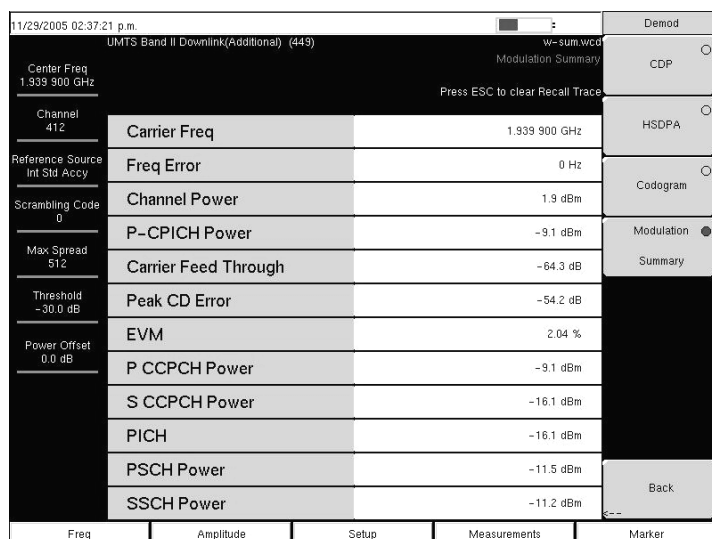 11/29/2005 02:37:21 p.m.
UMTS Band II Downlink(Additional) (449)
w-sum.wcd
Modulation Summary
Press ESC to clear Recall Trace
Center Freq
1.939 900 GHz
Channel
412
Reference Source
Int Std Accy
Scrambling Code
0
Max Spread
512
Threshold
-30.0 dB
Power Offset
0.0 dB
Carrier Freq 1.939 900 GHz
Freq Error 0 Hz
Channel Power 1.9 dBm
P-CPICH Power -9.1 dBm
Carrier Feed Through -64.3 dB
Peak CD Error -54.2 dB
EVM 2.04 %
P CCPCH Power -9.1 dBm
S CCPCH Power -16.1 dBm
PICH -16.1 dBm
PSCH Power -11.5 dBm
SSCH Power -11.2 dBm
Demod
CDP
HSDPA
Codogram
Modulation
Summary
Back
<--
Freq Amplitude Setup Measurements Marker